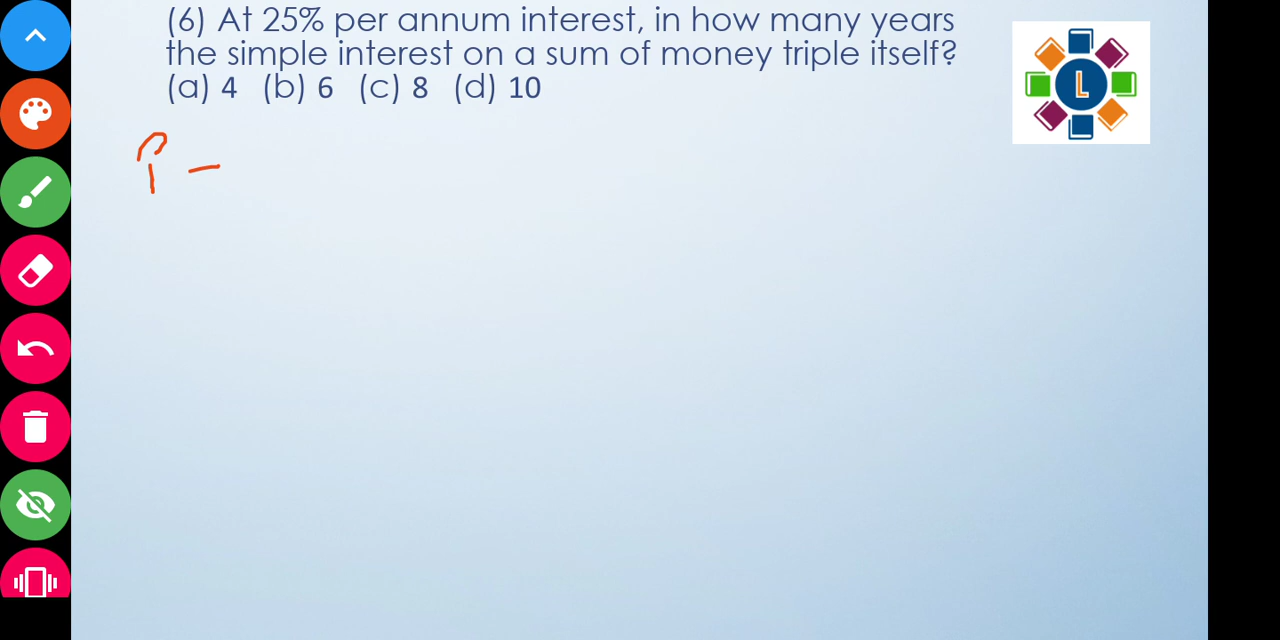 (6) At 25% per annum interest, in how many years
the simple interest on a sum of money triple itself?
(a) 4 (b) 6 (c) 8 (d) 10
L
P –